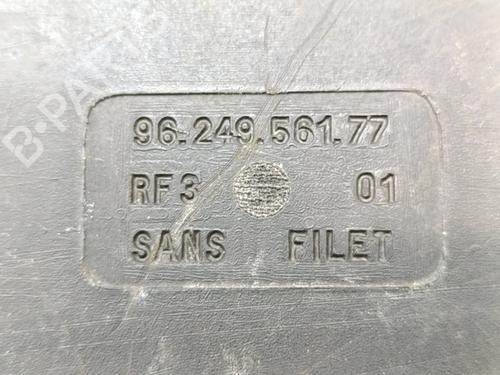 B-PARTS
96.249.561.77
RF3 01
SANS FILET